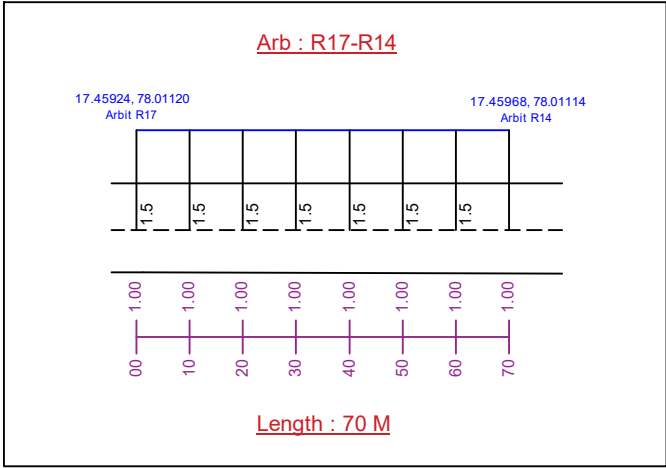 Arb : R17-R14
17.45924, 78.01120
Arbit R17
17.45968, 78.01114
Arbit R14
1.5 1.5 1.5 1.5 1.5 1.5 1.5
1.00 1.00 1.00 1.00 1.00 1.00 1.00 1.00
00 10 20 30 40 50 60 70
Length : 70 M